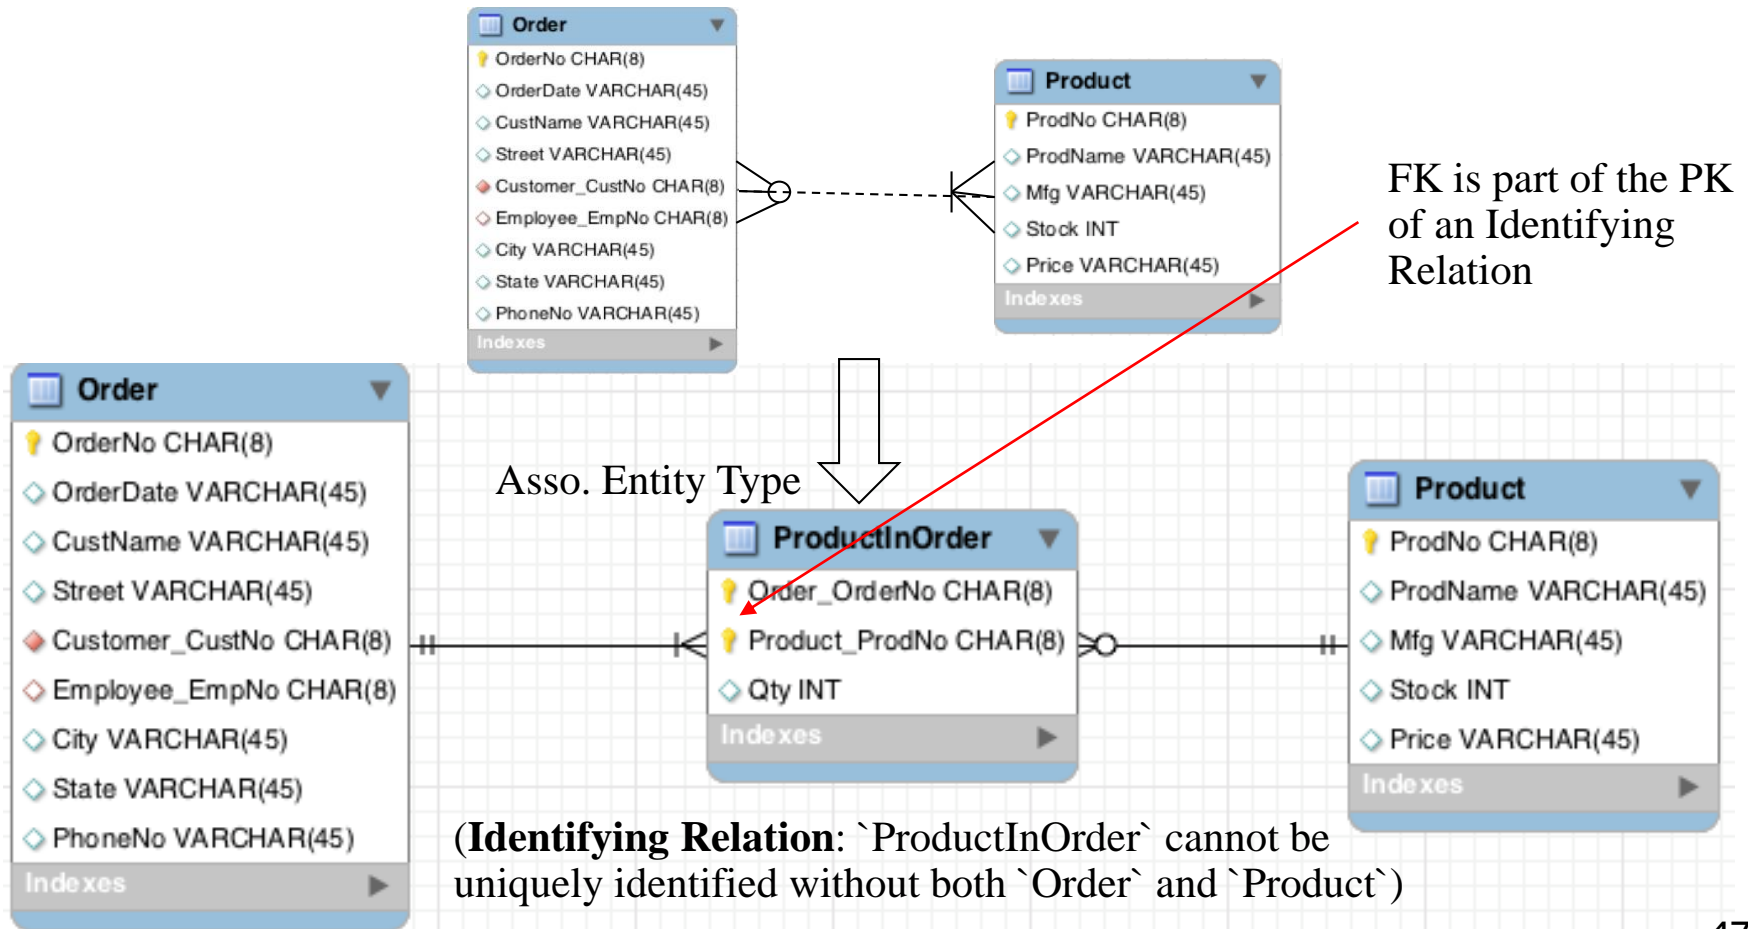 Order
OrderNo CHAR(8)
OrderDate VARCHAR(45)
CustName VARCHAR(45)
Street VARCHAR(45)
Customer_CustNo CHAR(8)
Employee_EmpNo CHAR(8)
City VARCHAR(45)
State VARCHAR(45)
PhoneNo VARCHAR(45)
Indexes
Product
ProdNo CHAR(8)
ProdName VARCHAR(45)
Mfg VARCHAR(45)
Stock INT
Price VARCHAR(45)
Indexes
FK is part of the PK
of an Identifying
Relation
Order
OrderNo CHAR(8)
OrderDate VARCHAR(45)
CustName VARCHAR(45)
Street VARCHAR(45)
Customer_CustNo CHAR(8)
Employee_EmpNo CHAR(8)
City VARCHAR(45)
State VARCHAR(45)
PhoneNo VARCHAR(45)
Indexes
Asso. Entity Type
ProductInOrder
Order_OrderNo CHAR(8)
Product_ProdNo CHAR(8)
Qty INT
Indexes
Product
ProdNo CHAR(8)
ProdName VARCHAR(45)
Mfg VARCHAR(45)
Stock INT
Price VARCHAR(45)
Indexes
(Identifying Relation: `ProductInOrder` cannot be
uniquely identified without both `Order` and `Product`)
47